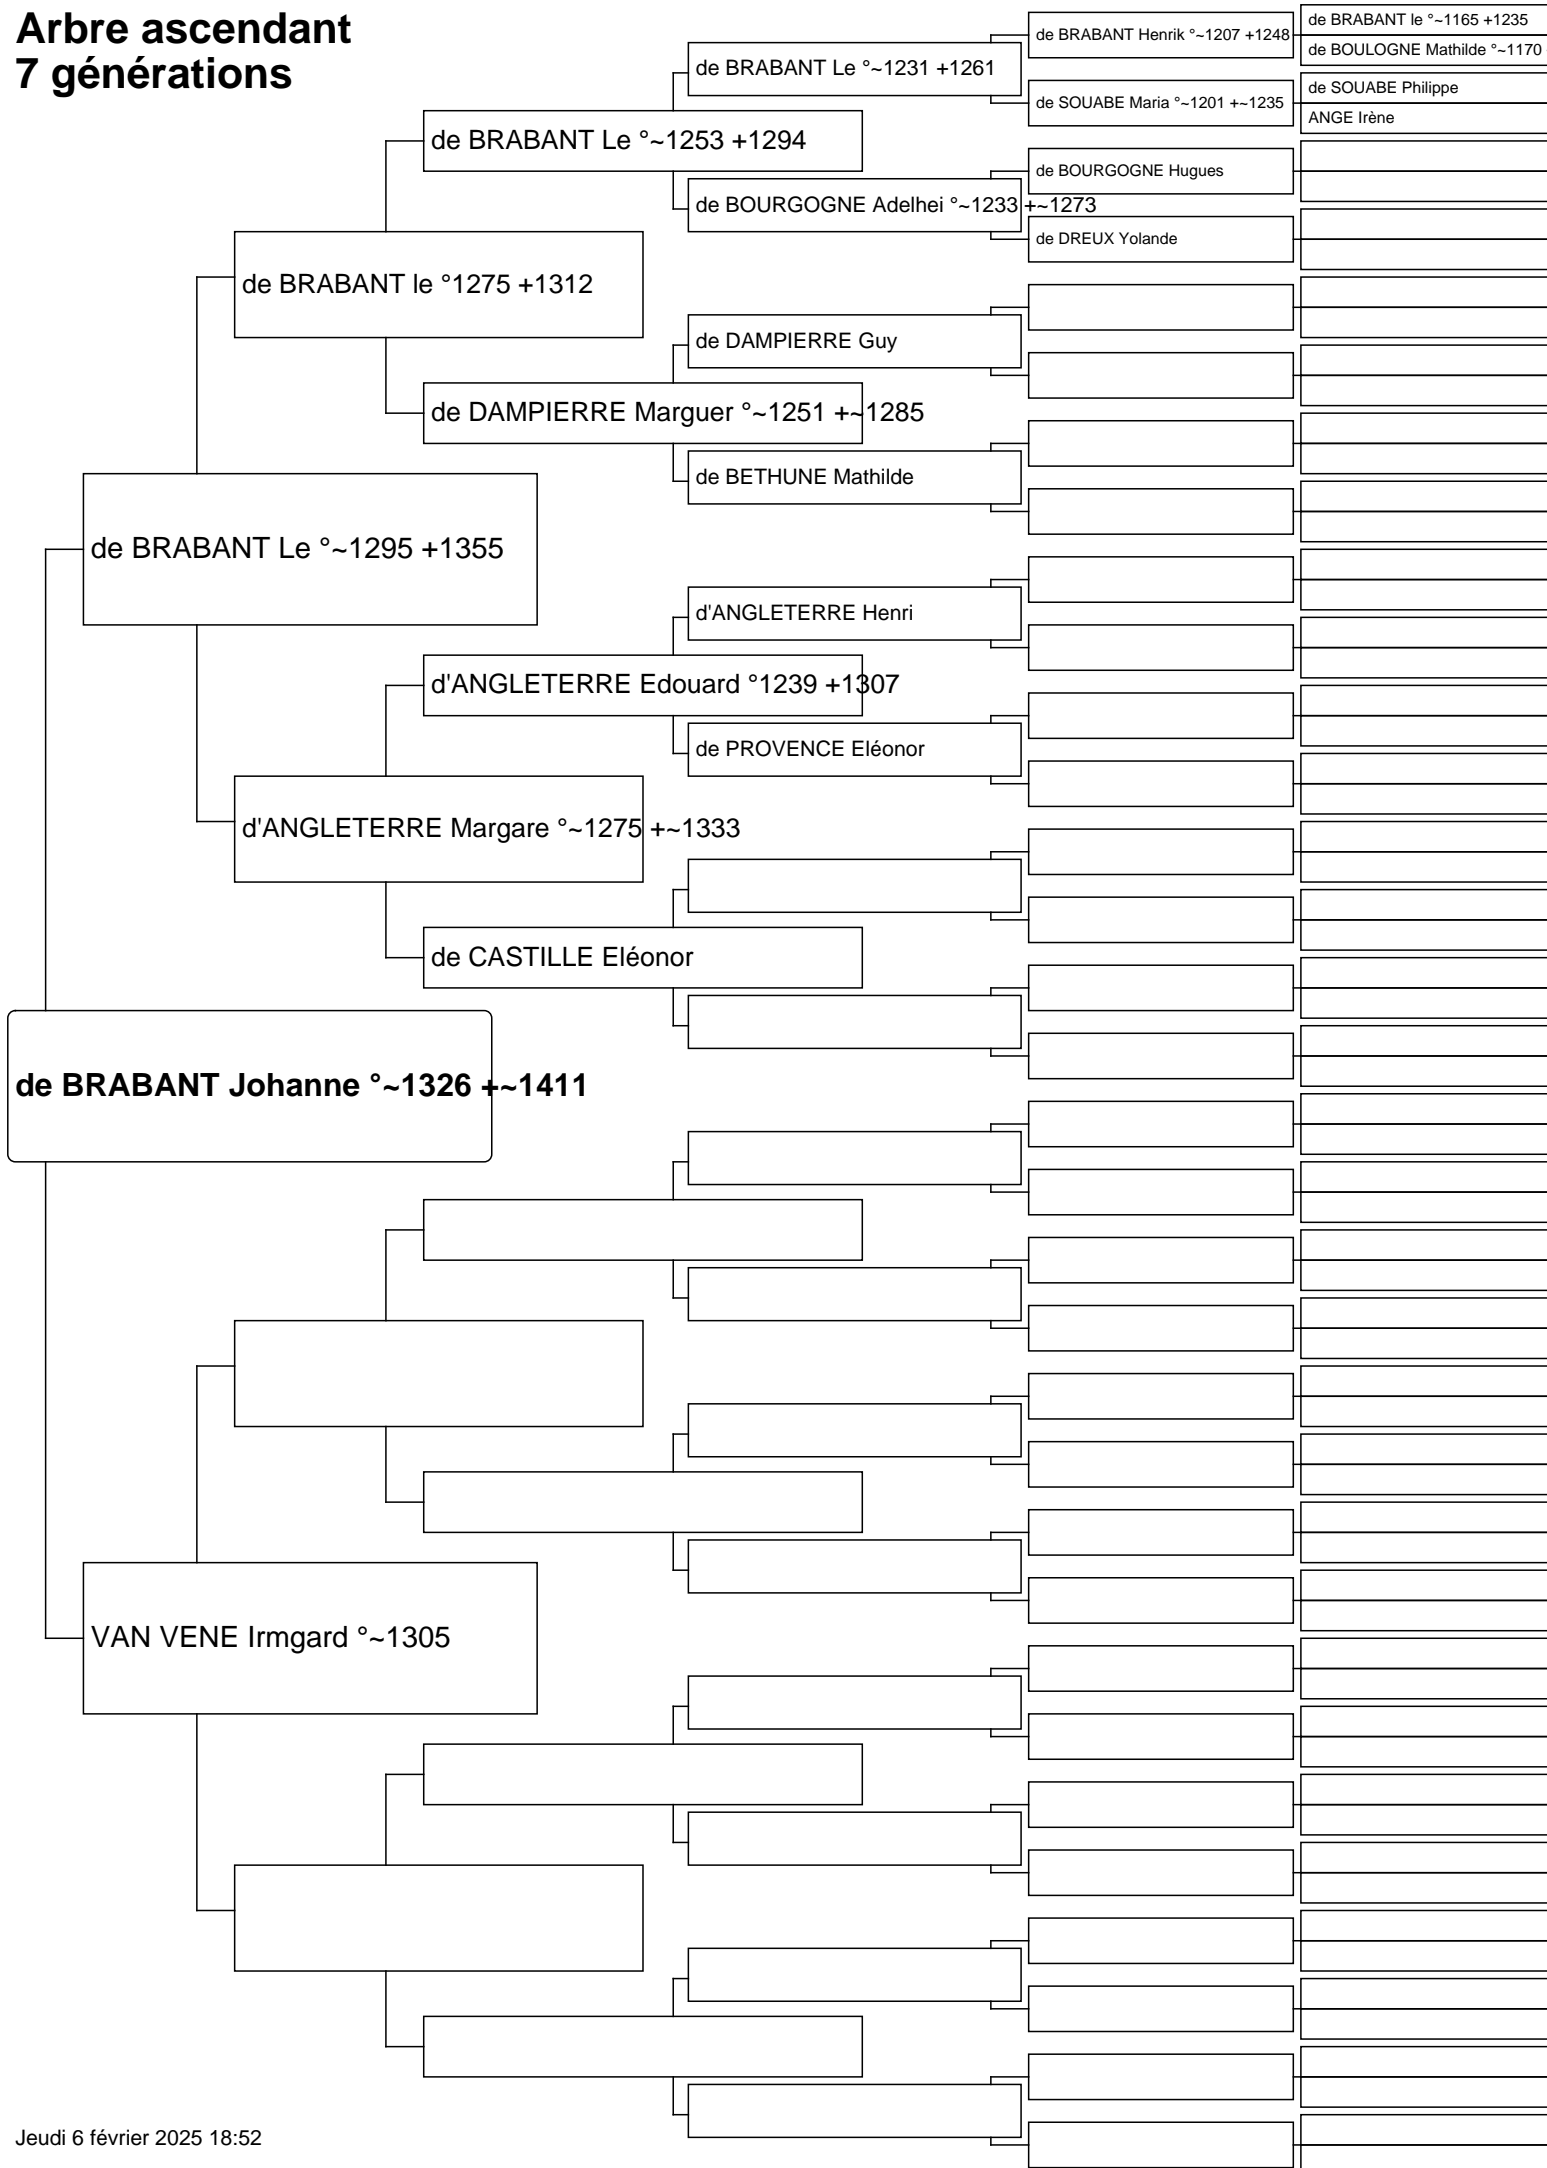 Arbre ascendant
7 générations
de BRABANT Johanne °~1326 +~1411
de BRABANT Le °~1295 +1355
VAN VENE Irmgard °~1305
de BRABANT le °1275 +1312
d'ANGLETERRE Margare °~1275 +~1333
de BRABANT Le °~1253 +1294
de DAMPIERRE Marguer °~1251 +~1285
d'ANGLETERRE Edouard °1239 +1307
de CASTILLE Eléonor
de BRABANT Le °~1231 +1261
de BOURGOGNE Adelhei °~1233 +~1273
de DAMPIERRE Guy
de BETHUNE Mathilde
d'ANGLETERRE Henri
de PROVENCE Eléonor
de BRABANT Henrik °~1207 +1248
de SOUABE Maria °~1201 +~1235
de BOURGOGNE Hugues
de DREUX Yolande
de BRABANT le °~1165 +1235
de BOULOGNE Mathilde °~1170
de SOUABE Philippe
ANGE Irène
Jeudi 6 février 2025 18:52